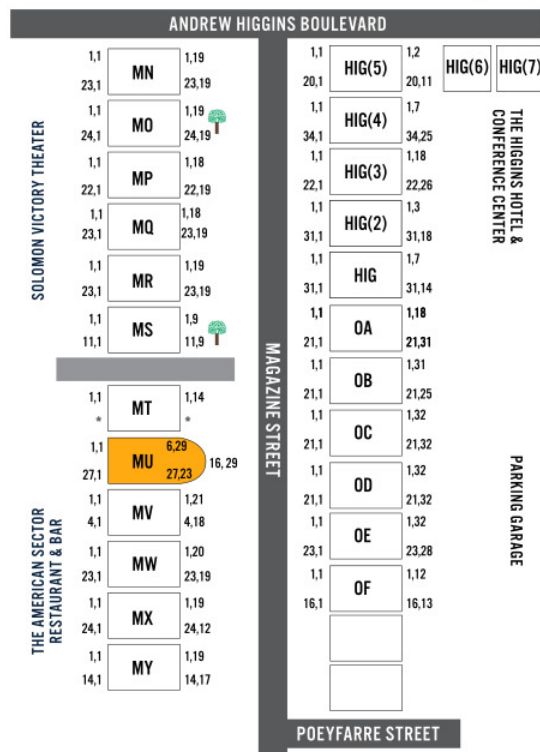 ANDREW HIGGINS BOULEVARD
1,1 MN 1,19
23,1 23,19
1,1 MO 1,19
24,1 24,19
1,1 MP 1,18
22,1 22,19
1,1 MQ 1,18
23,1 23,19
1,1 MR 1,19
23,1 23,19
1,1 MS 1,9
11,1 11,9
SOLOMON VICTORY THEATER
1,1 MT 1,14
* *
1,1 MU 6,29
16,29
27,1 27,23
1,1 MV 1,21
4,1 4,18
1,1 MW 1,20
23,1 23,19
1,1 MX 1,19
24,1 24,12
1,1 MY 1,19
14,1 14,17
THE AMERICAN SECTOR
RESTAURANT & BAR
MAGAZINE STREET
1,1 HIG(5) 1,2
20,1 20,11
HIG(6) HIG(7)
1,1 HIG(4) 1,7
34,1 34,25
1,1 HIG(3) 1,18
22,1 22,26
1,1 HIG(2) 1,3
31,1 31,18
1,1 HIG 1,7
31,1 31,14
1,1 OA 1,18
21,1 21,31
1,1 OB 1,31
21,1 21,25
1,1 OC 1,32
21,1 21,32
1,1 OD 1,32
21,1 21,32
1,1 OE 1,32
23,1 23,28
1,1 OF 1,12
16,1 16,13
THE HIGGINS HOTEL &
CONFERENCE CENTER
PARKING GARAGE
POEYFARRE STREET